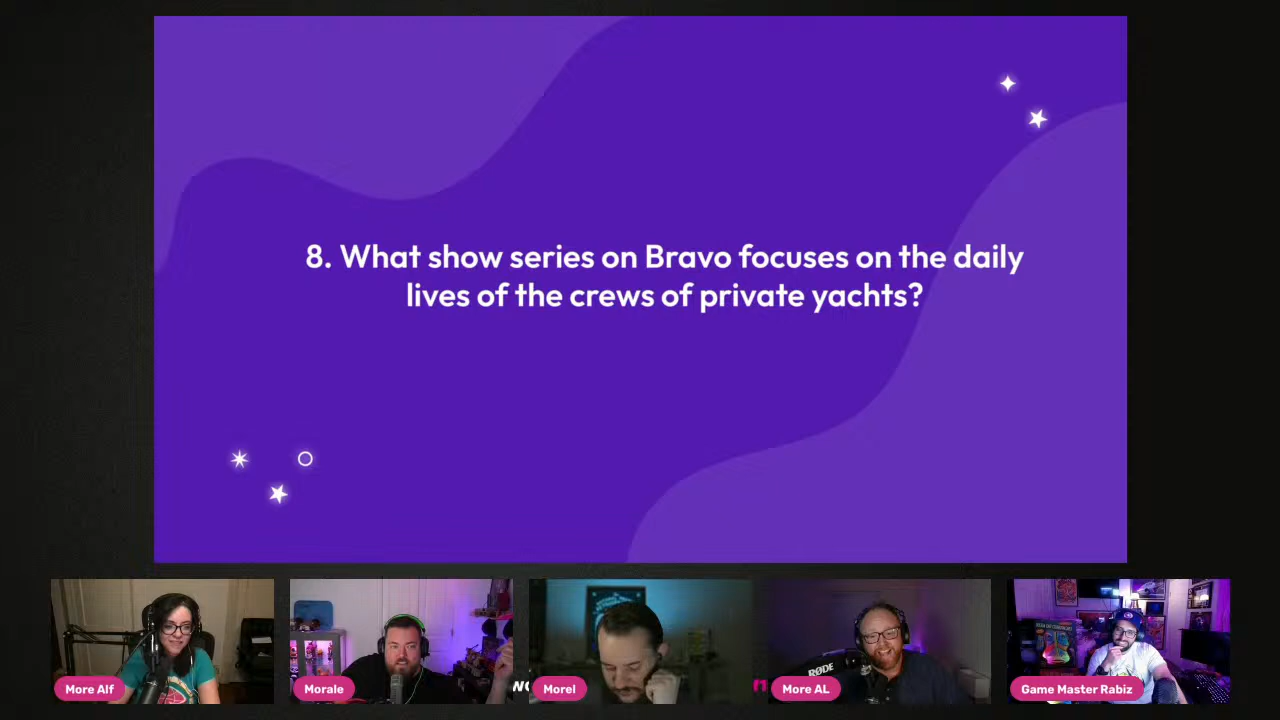 8. What show series on Bravo focuses on the daily
lives of the crews of private yachts?
More Alf
Morale
Morel
RØDE
More AL
Game Master Rabiz